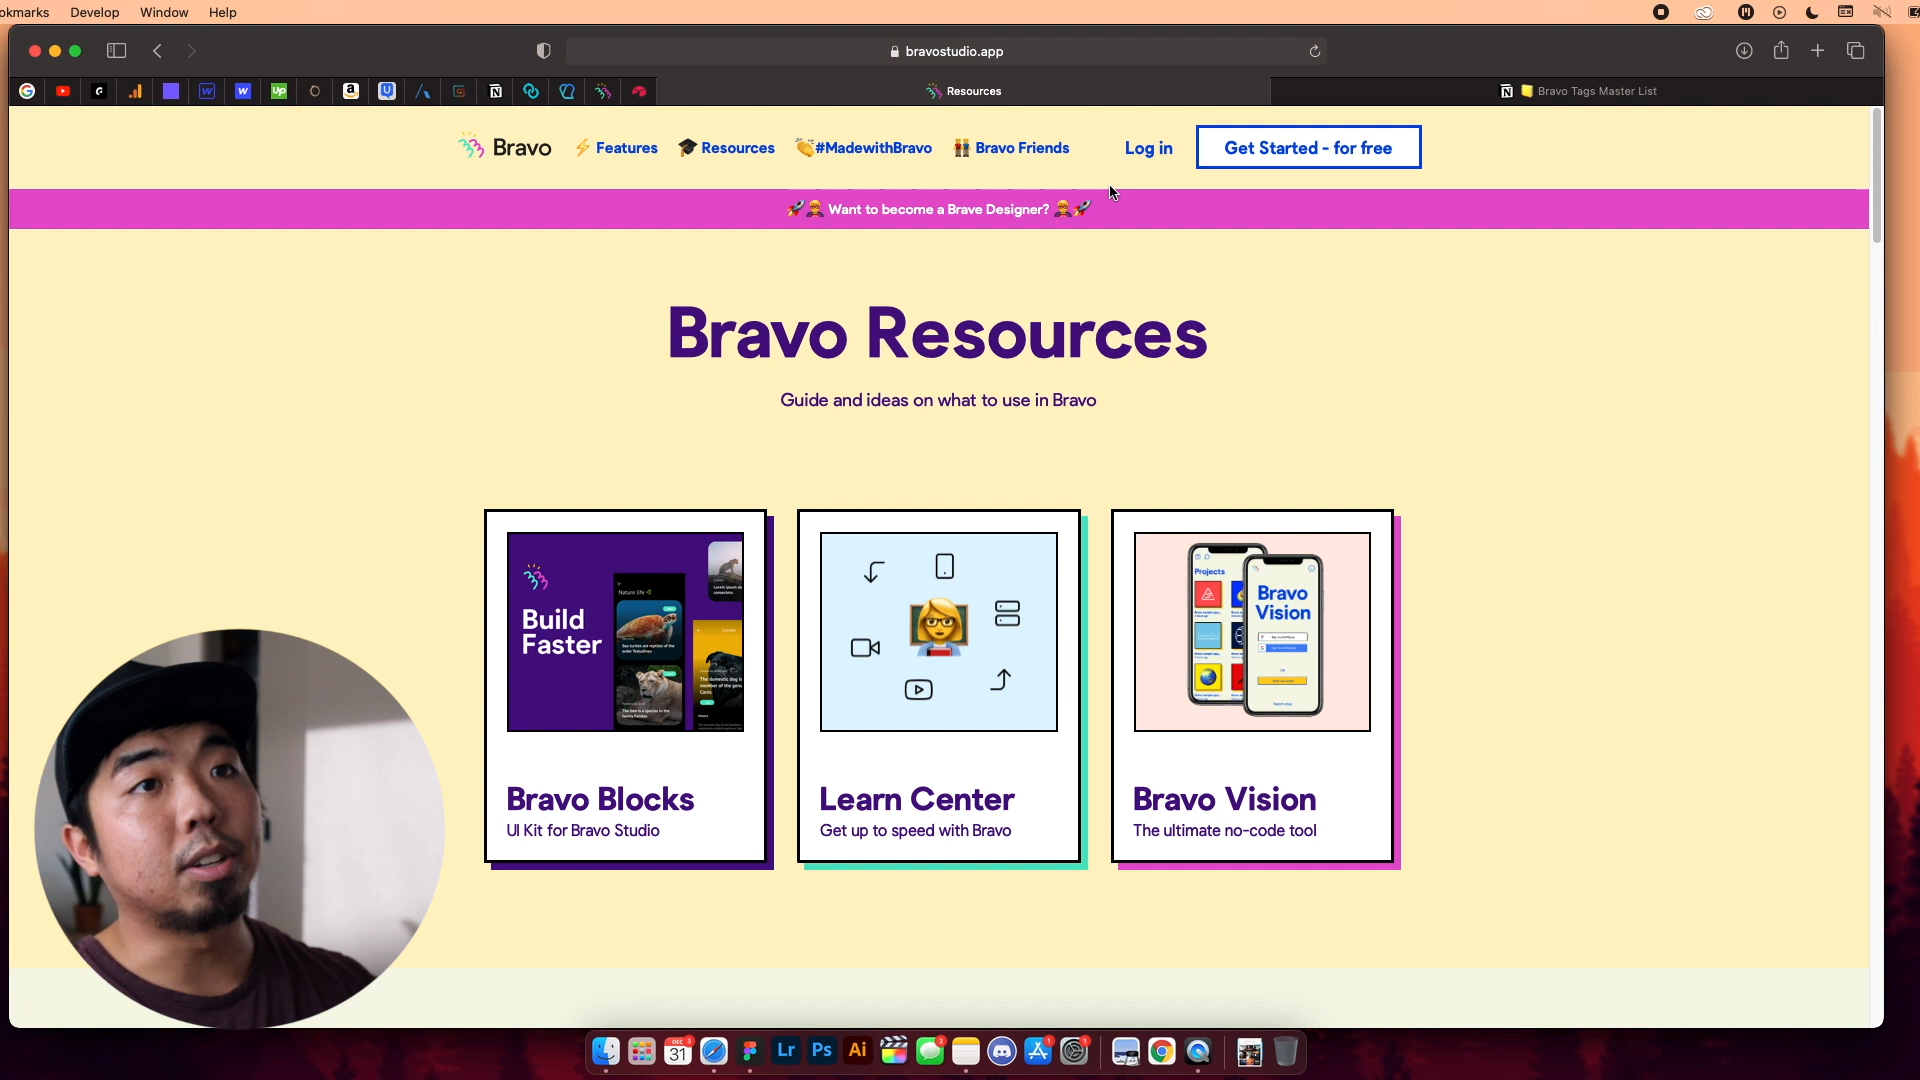 okmarks Develop Window Help
bravostudio.app
Resources
Bravo Tags Master List
Bravo
Features
Resources
#MadewithBravo
Bravo Friends
Log in
Get Started - for free
Want to become a Brave Designer?
Bravo Resources
Guide and ideas on what to use in Bravo
Build
Faster
Nature life
Projects
Bravo
Vision
Bravo Blocks
UI Kit for Bravo Studio
Learn Center
Get up to speed with Bravo
Bravo Vision
The ultimate no-code tool
DEC
31
Lr
Ps
Ai